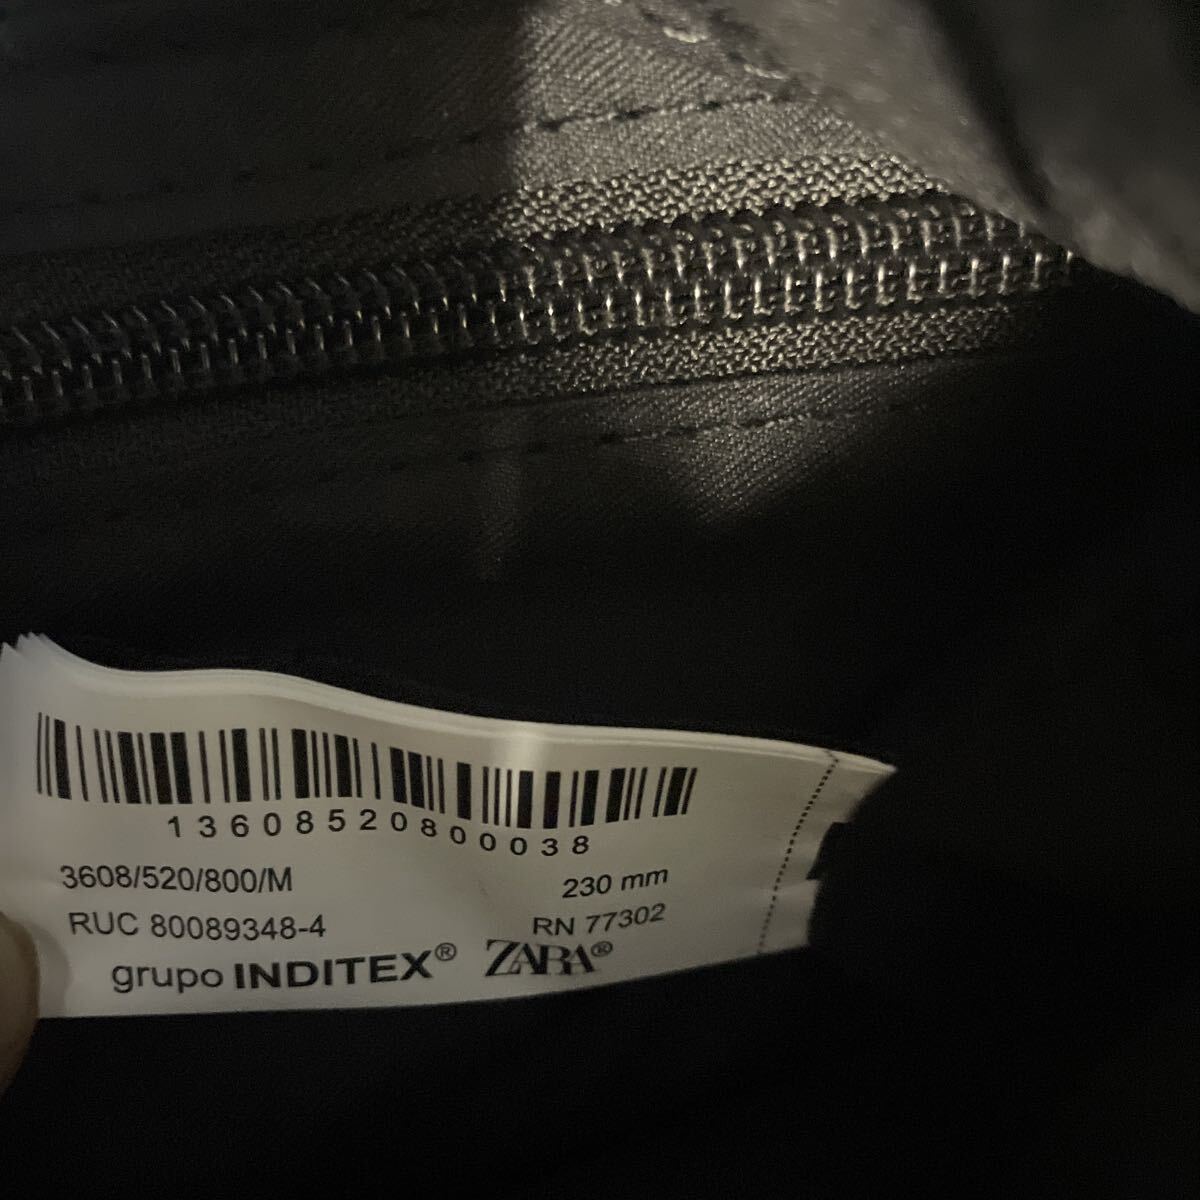 13608520800038
3608/520/800/M 230 mm
RUC 80089348-4 RN 77302
grupo INDITEX® ZARA®